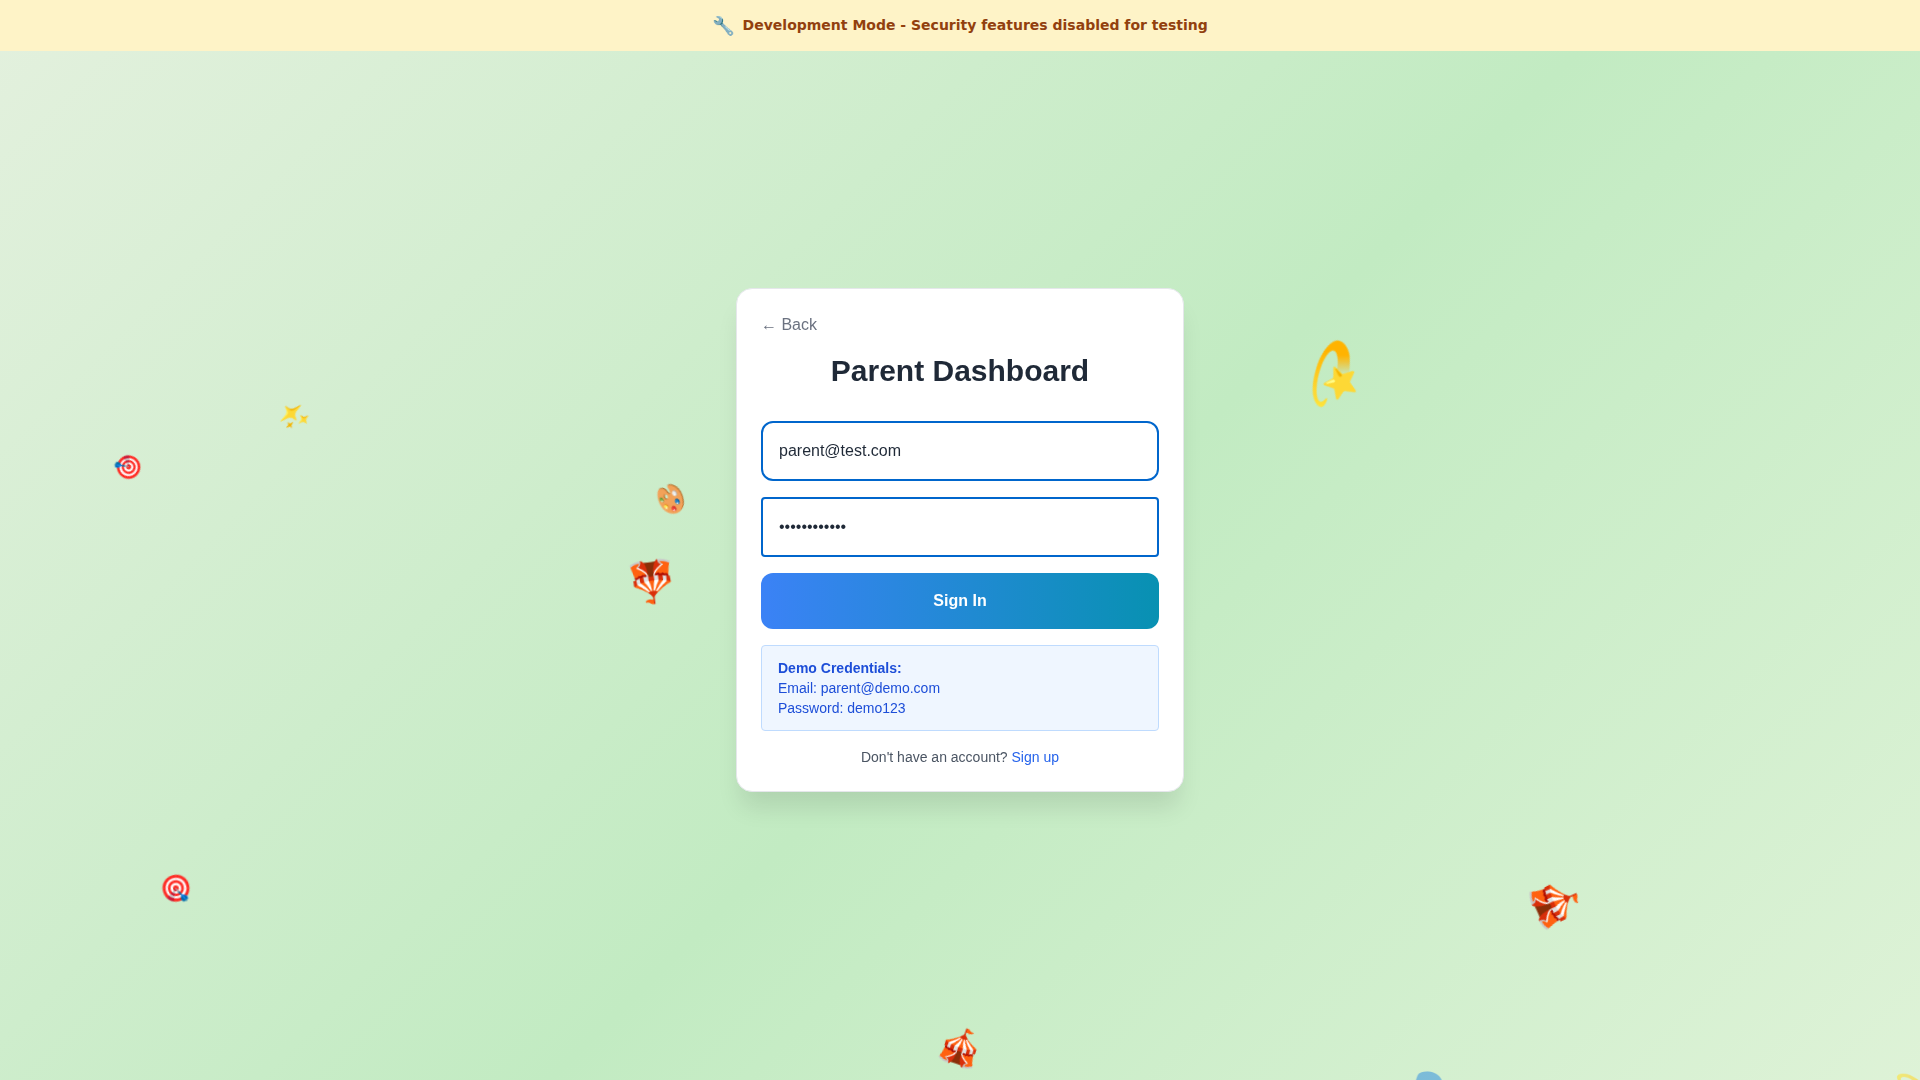 Development Mode - Security features disabled for testing
← Back
Parent Dashboard
parent@test.com
••••••••••••
Sign In
Demo Credentials:
Email: parent@demo.com
Password: demo123
Don't have an account? Sign up